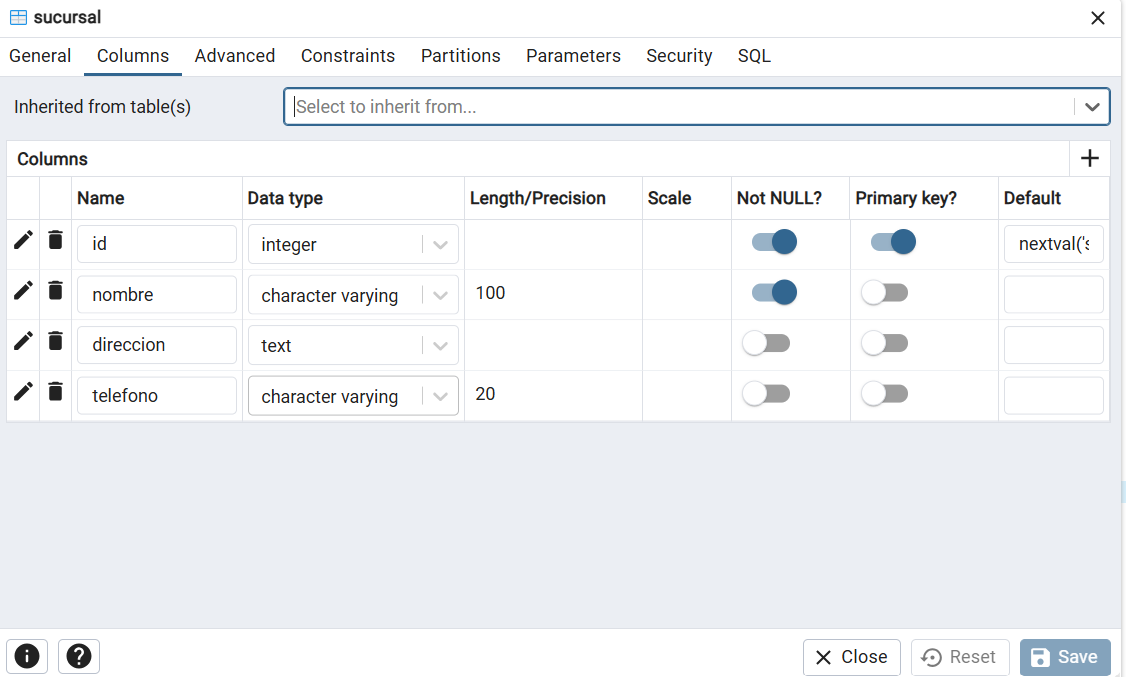 sucursal
General Columns Advanced Constraints Partitions Parameters Security SQL
Inherited from table(s) Select to inherit from...
Columns
Name Data type Length/Precision Scale Not NULL? Primary key? Default
id integer nextval('s
nombre character varying 100
direccion text
telefono character varying 20
Close Reset Save